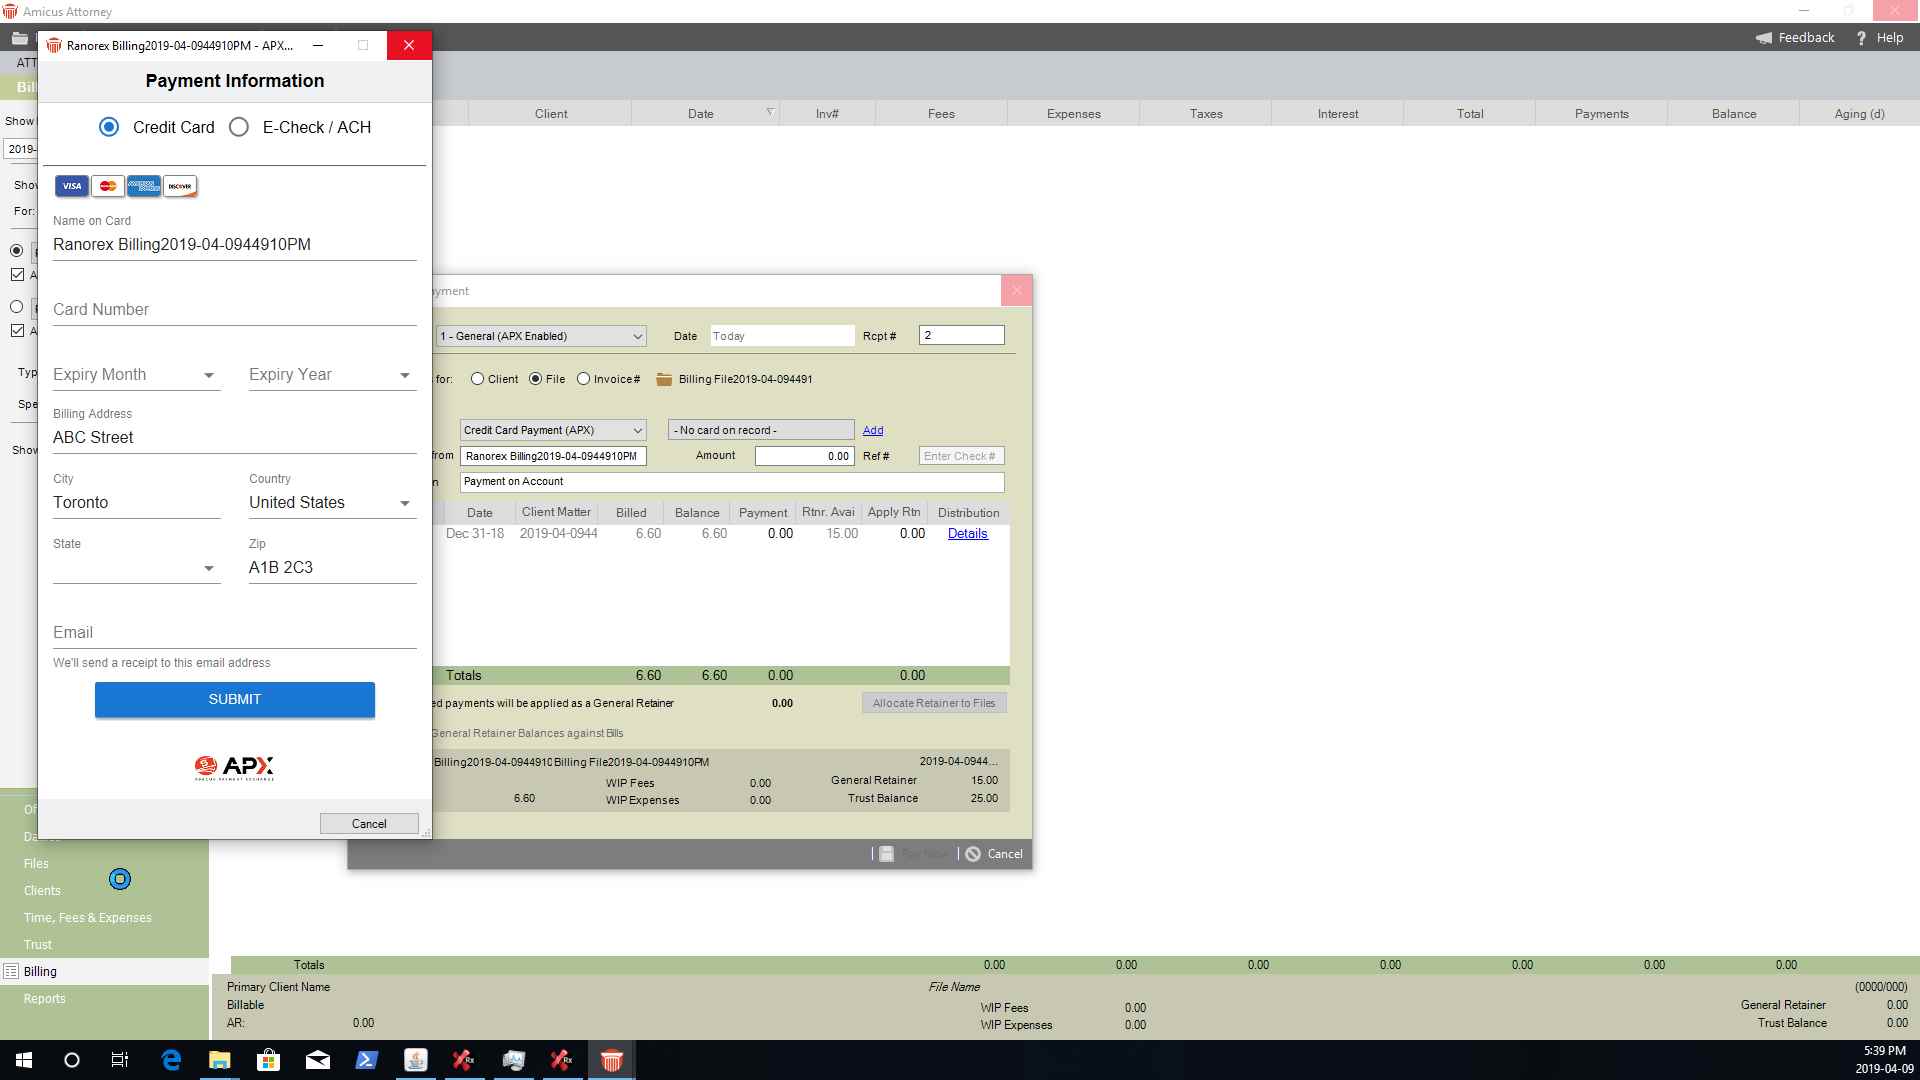 Amicus Attorney
Feedback
Help
Ranorex Billing2019-04-0944910PM - APX...
Payment Information
Credit Card
E-Check / ACH
VISA
AMERICAN EXPRESS
DISCOVER
Name on Card
Ranorex Billing2019-04-0944910PM
Card Number
Expiry Month
Expiry Year
Billing Address
ABC Street
City
Country
Toronto
United States
State
Zip
A1B 2C3
Email
We'll send a receipt to this email address
SUBMIT
APX
Cancel
ATT
Bil
Show
2019-
Show
For:
A
A
Typ
Spe
Show
Of
Da
Files
Clients
Time, Fees & Expenses
Trust
Billing
Reports
Client Date Inv# Fees Expenses Taxes Interest Total Payments Balance Aging (d)
yment
1 - General (APX Enabled)
Date
Today
Rcpt #
2
for:
Client
File
Invoice #
Billing File2019-04-094491
Credit Card Payment (APX)
- No card on record -
Add
from
Ranorex Billing2019-04-0944910PM
Amount
0.00
Ref #
Enter Check #
n
Payment on Account
Date Client Matter Billed Balance Payment Rtnr. Avai Apply Rtn Distribution
Dec 31-18 2019-04-0944 6.60 6.60 0.00 15.00 0.00 Details
Totals 6.60 6.60 0.00 0.00
ed payments will be applied as a General Retainer
0.00
Allocate Retainer to Files
General Retainer Balances against Bills
Billing2019-04-094491( Billing File2019-04-0944910PM
2019-04-0944...
WIP Fees 0.00
General Retainer 15.00
6.60
WIP Expenses 0.00
Trust Balance 25.00
Pay Now
Cancel
Totals 0.00 0.00 0.00 0.00 0.00 0.00 0.00
Primary Client Name
File Name
(0000/000)
Billable
WIP Fees 0.00
General Retainer 0.00
AR: 0.00
WIP Expenses 0.00
Trust Balance 0.00
5:39 PM
2019-04-09